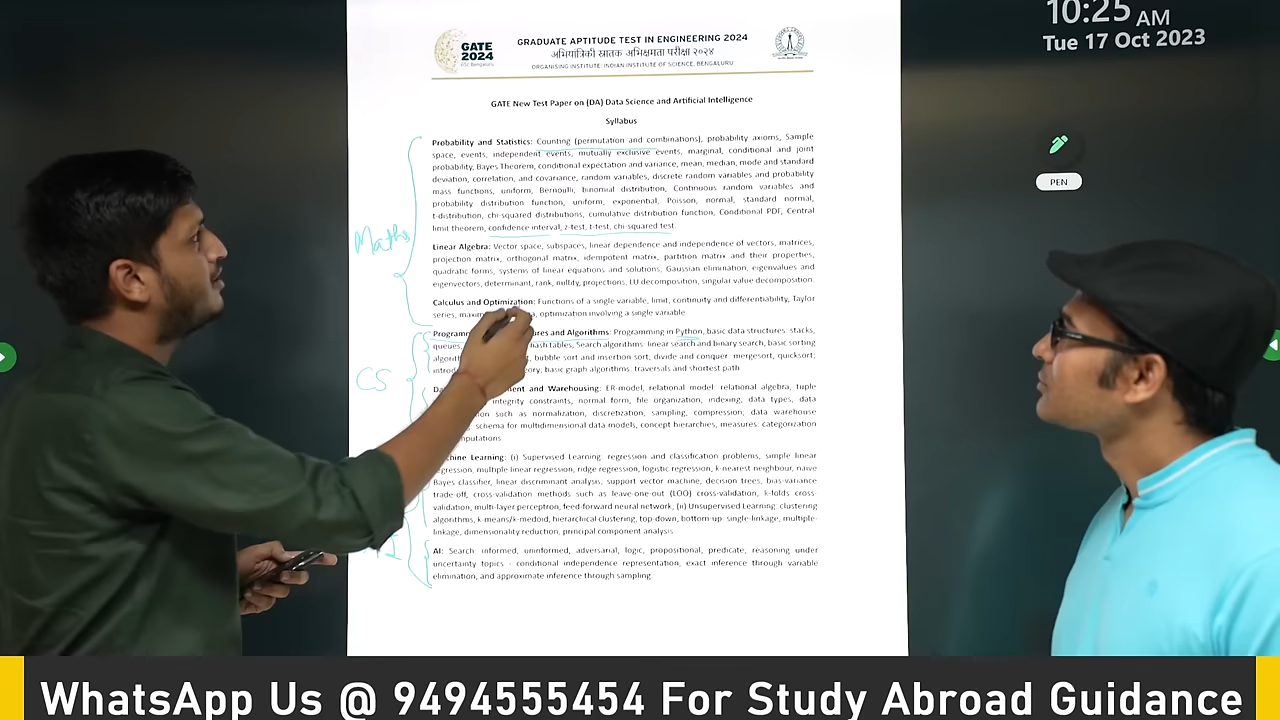 10:25 AM
Tue 17 Oct 2023
GATE
2024
IISc Bengaluru
GRADUATE APTITUDE TEST IN ENGINEERING 2024
अभियांत्रिकी स्नातक अभिक्षमता परीक्षा २०२४
ORGANISING INSTITUTE: INDIAN INSTITUTE OF SCIENCE, BENGALURU
GATE New Test Paper on (DA) Data Science and Artificial Intelligence
Syllabus
Probability and Statistics: Counting (permutation and combinations), probability axioms, Sample
space, events, independent events, mutually exclusive events, marginal, conditional and joint
probability, Bayes Theorem, conditional expectation and variance, mean, median, mode and standard
deviation, correlation, and covariance, random variables, discrete random variables and probability
mass functions, uniform, Bernoulli, binomial distribution, Continuous random variables and
probability distribution function, uniform, exponential, Poisson, normal, standard normal,
t-distribution, chi-squared distributions, cumulative distribution function, Conditional PDF, Central
limit theorem, confidence interval, z-test, t-test, chi-squared test.
Maths
Linear Algebra: Vector space, subspaces, linear dependence and independence of vectors, matrices,
projection matrix, orthogonal matrix, idempotent matrix, partition matrix and their properties,
quadratic forms, systems of linear equations and solutions, Gaussian elimination, eigenvalues and
eigenvectors, determinant, rank, nullity, projections, LU decomposition, singular value decomposition.
Calculus and Optimization: Functions of a single variable, limit, continuity and differentiability, Taylor
series, optimization involving a single variable.
and Algorithms: Programming in Python, basic data structures: stacks,
queues, hash tables; Search algorithms: linear search and binary search, basic sorting
bubble sort and insertion sort; divide and conquer: mergesort, quicksort;
basic graph algorithms: traversals and shortest path
CS
and Warehousing: ER-model, relational model: relational algebra, tuple
integrity constraints, normal form, file organization, indexing, data types, data
such as normalization, discretization, sampling, compression; data warehouse
schema for multidimensional data models, concept hierarchies, measures: categorization
Learning: (i) Supervised Learning: regression and classification problems, simple linear
regression, multiple linear regression, ridge regression, logistic regression, k-nearest neighbour, naive
Bayes classifier, linear discriminant analysis, support vector machine, decision trees, bias-variance
trade-off, cross-validation methods such as leave-one-out (LOO) cross-validation, k-folds cross-
validation, multi-layer perceptron, feed-forward neural network; (ii) Unsupervised Learning: clustering
algorithms, k-means/k-medoid, hierarchical clustering, top-down, bottom-up: single-linkage, multiple-
linkage, dimensionality reduction, principal component analysis.
AI: Search: informed, uninformed, adversarial; logic, propositional, predicate; reasoning under
uncertainty topics - conditional independence representation, exact inference through variable
elimination, and approximate inference through sampling.
PEN
WhatsApp Us @ 9494555454 For Study Abroad Guidance